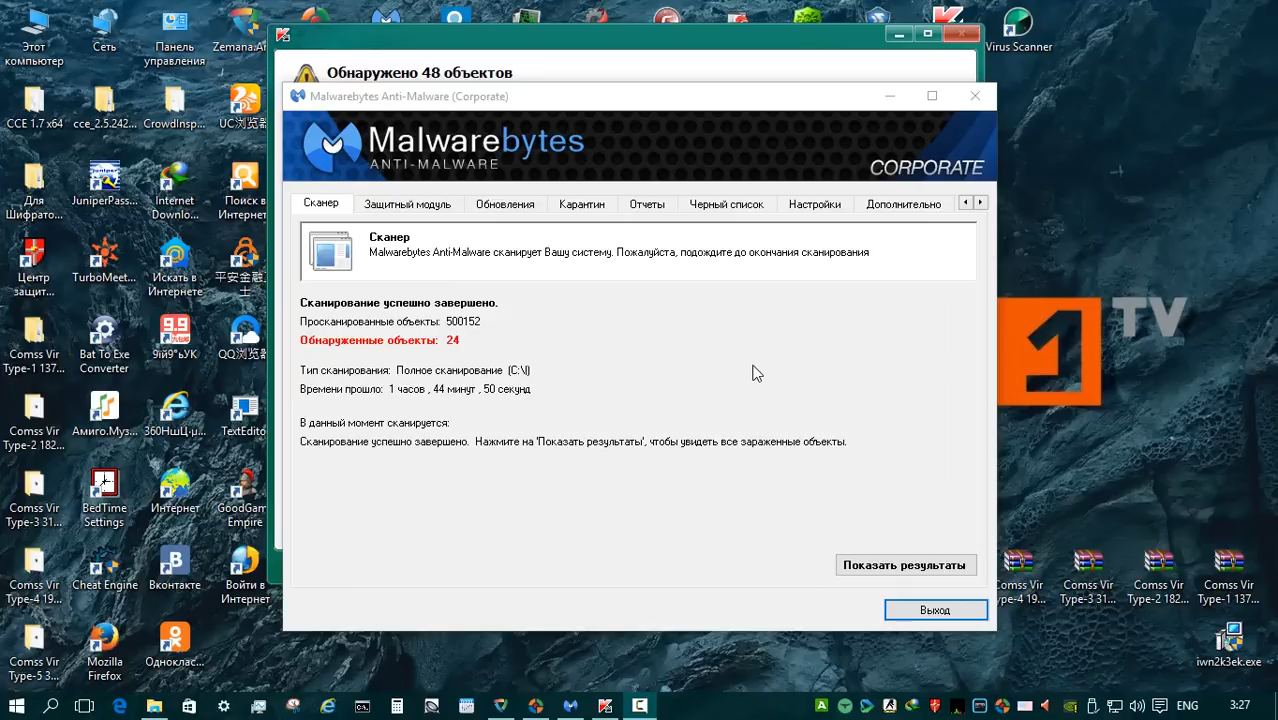 Этот
компьютер
Сеть
Панель
управления
Zemana.A
Virus Scanner
CCE 1.7 x64
cce_2.5.242...
CrowdInsp...
UC浏览器
Для
Шифрато...
JuniperPass...
Internet
Downlo...
Поиск в
Интернет
Центр
защит...
TurboMeet...
Искать в
Интернете
平安金融
士
Comss Vir
Type-1 137...
Bat To Exe
Converter
9.9
QQ浏览
Comss Vir
Type-2 182...
Амиго.Муз...
TextEditor
Comss Vir
Type-3 31...
BedTime
Settings
Интернет
GoodGam
Empire
Comss Vir
Type-4 19...
Cheat Engine
Вконтакте
Войти в
Интернет
Comss Vir
Type-5 3...
Mozilla
Firefox
Одноклас...
Обнаружено 48 объектов
Malwarebytes Anti-Malware (Corporate)
Malwarebytes
ANTI-MALWARE
CORPORATE
Сканер
Защитный модуль
Обновления
Карантин
Отчеты
Черный список
Настройки
Дополнительно
Сканер
Malwarebytes Anti-Malware сканирует Вашу систему. Пожалуйста, подождите до окончания сканирования
Сканирование успешно завершено.
Просканированные объекты: 500152
Обнаруженные объекты: 24
Тип сканирования: Полное сканирование (C:\|)
Времени прошло: 1 часов , 44 минут , 50 секунд
В данный момент сканируется:
Сканирование успешно завершено. Нажмите на 'Показать результаты', чтобы увидеть все зараженные объекты.
Показать результаты
Выход
1
TV
Comss Vir
Type-4 19...
Comss Vir
Type-3 31...
Comss Vir
Type-2 182...
Comss Vir
Type-1 137...
iwn2k3ek.exe
ENG
3:27